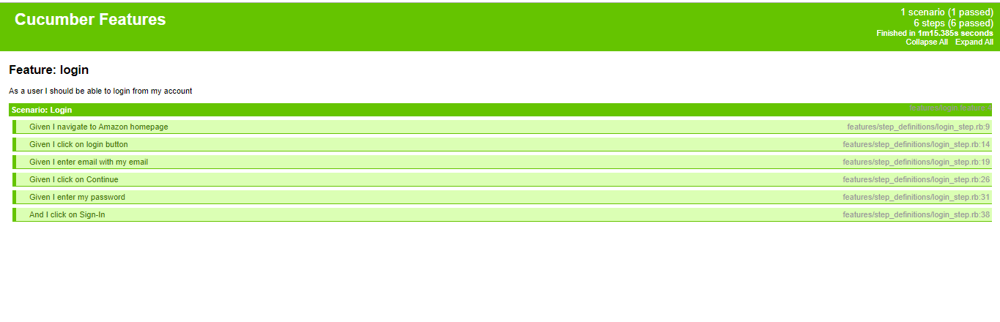 Cucumber Features
1 scenario (1 passed)
6 steps (6 passed)
Finished in 1m15.385s seconds
Collapse All Expand All
Feature: login
As a user I should be able to login from my account
Scenario: Login features/login.feature:4
Given I navigate to Amazon homepage features/step_definitions/login_step.rb:9
Given I click on login button features/step_definitions/login_step.rb:14
Given I enter email with my email features/step_definitions/login_step.rb:19
Given I click on Continue features/step_definitions/login_step.rb:26
Given I enter my password features/step_definitions/login_step.rb:31
And I click on Sign-In features/step_definitions/login_step.rb:38